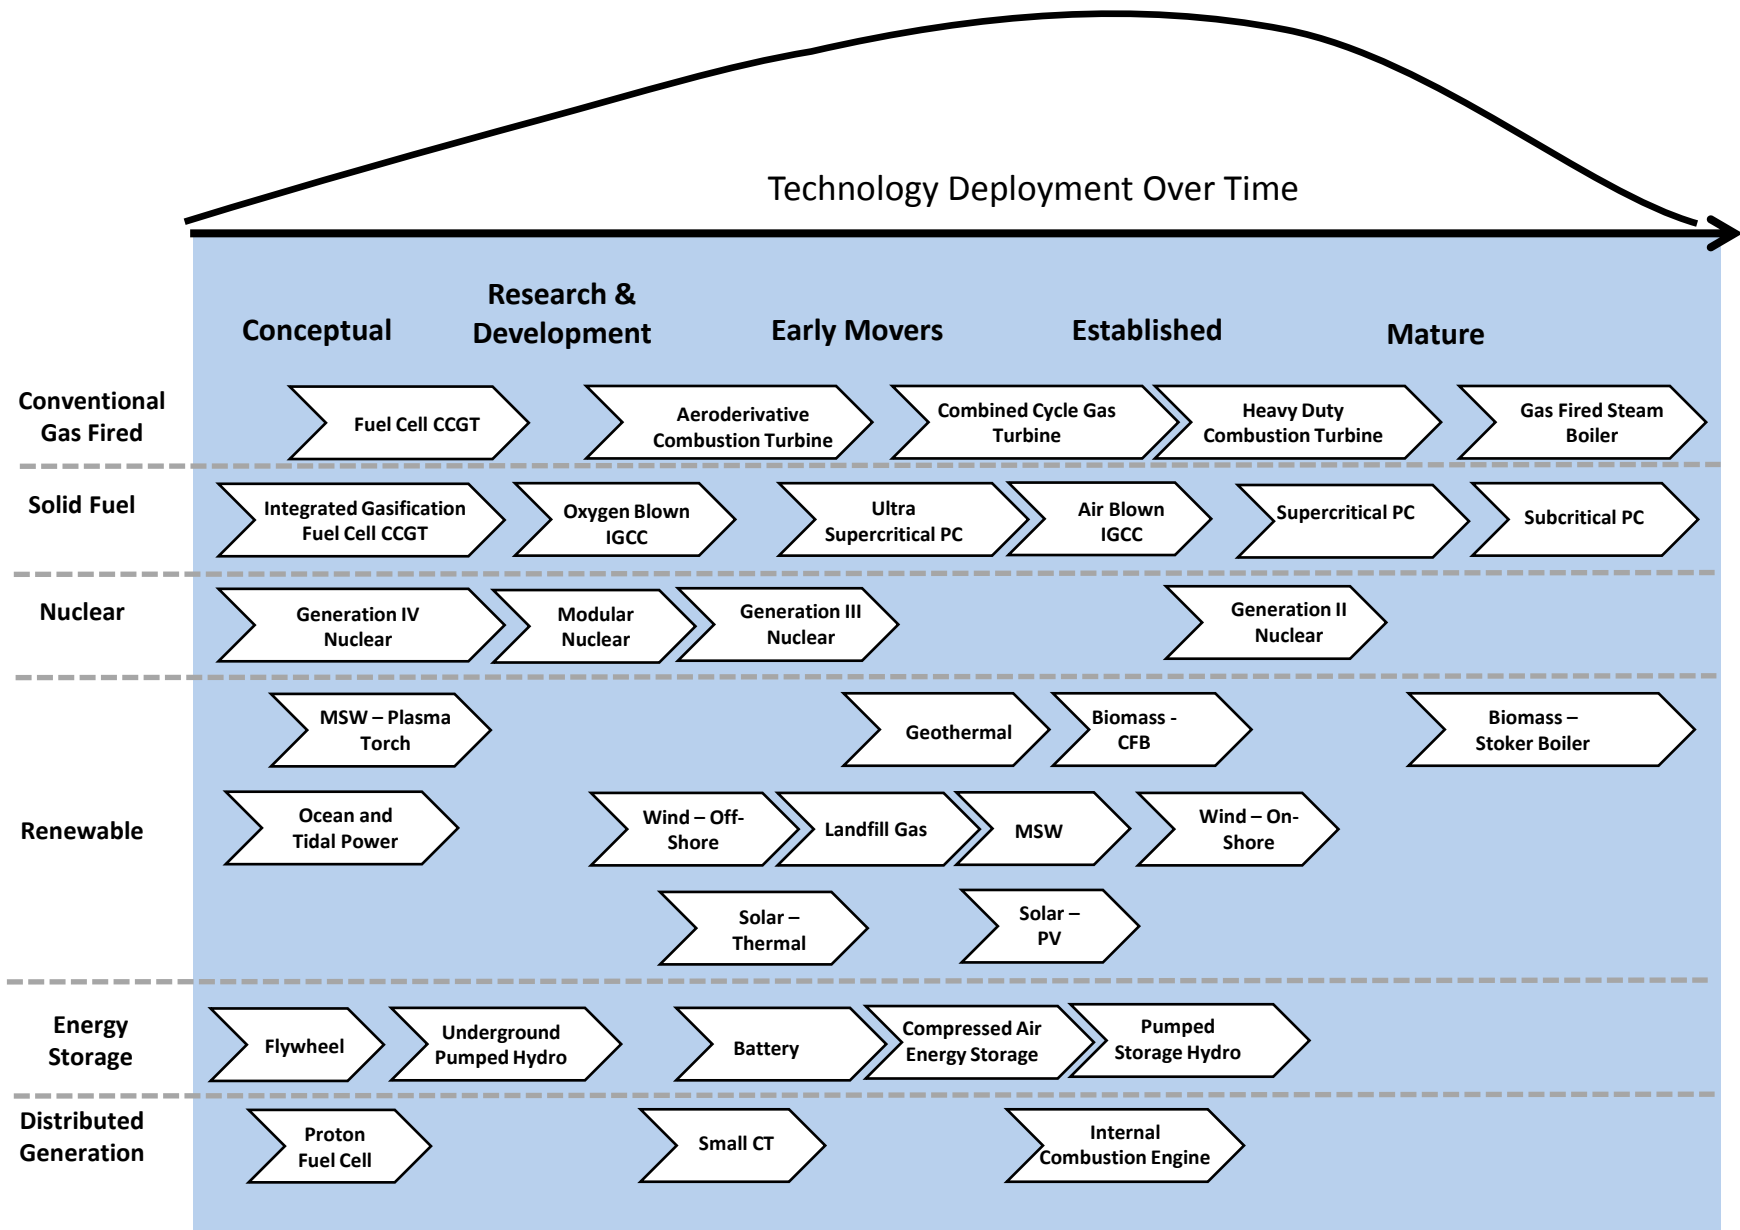 Technology Deployment Over Time
Conceptual
Research &
Development
Early Movers
Established
Mature
Conventional
Gas Fired
Fuel Cell CCGT
Aeroderivative
Combustion Turbine
Combined Cycle Gas
Turbine
Heavy Duty
Combustion Turbine
Gas Fired Steam
Boiler
Solid Fuel
Integrated Gasification
Fuel Cell CCGT
Oxygen Blown
IGCC
Ultra
Supercritical PC
Air Blown
IGCC
Supercritical PC
Subcritical PC
Nuclear
Generation IV
Nuclear
Modular
Nuclear
Generation III
Nuclear
Generation II
Nuclear
Renewable
MSW – Plasma
Torch
Geothermal
Biomass -
CFB
Biomass –
Stoker Boiler
Ocean and
Tidal Power
Wind – Off-
Shore
Landfill Gas
MSW
Wind – On-
Shore
Solar –
Thermal
Solar –
PV
Energy
Storage
Flywheel
Underground
Pumped Hydro
Battery
Compressed Air
Energy Storage
Pumped
Storage Hydro
Distributed
Generation
Proton
Fuel Cell
Small CT
Internal
Combustion Engine